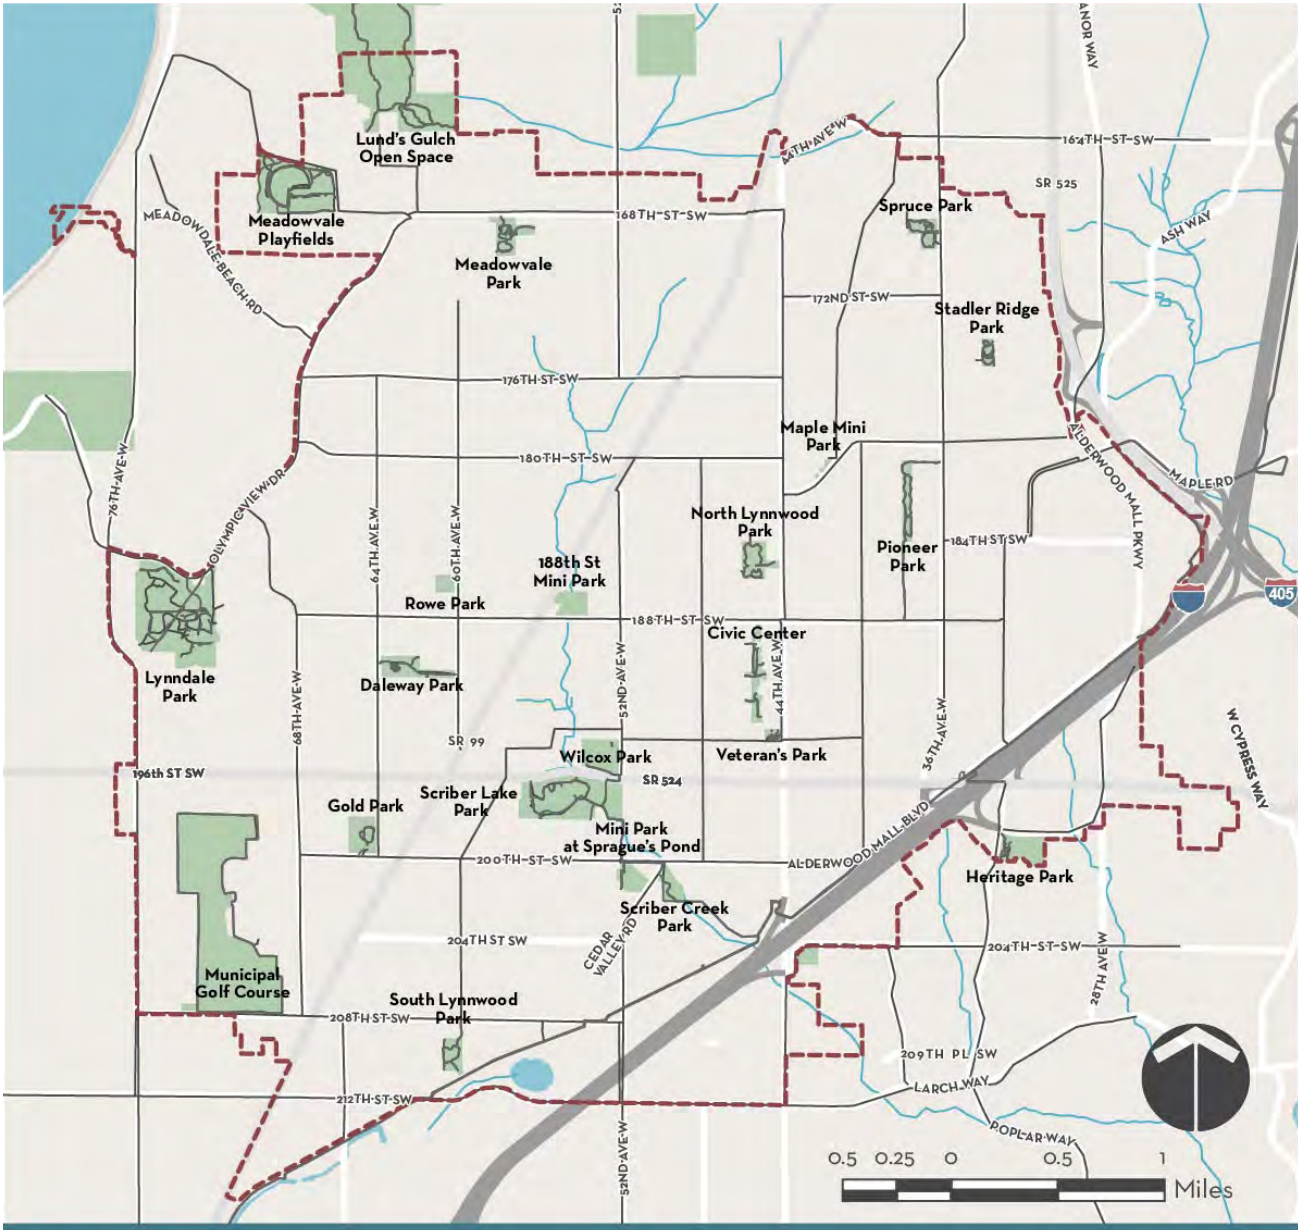 ANOR WAY
44TH AVE W
164TH ST SW
Lund's Gulch
Open Space
SR 525
MEADOWDALE BEACH RD
Meadowvale
Playfields
168TH ST SW
Spruce Park
ASH WAY
Meadowvale
Park
172ND ST SW
Stadler Ridge
Park
176TH ST SW
Maple Mini
Park
180TH ST SW
ALDERWOOD MALL PKWY
MAPLE RD
76TH AVE W
OLYMPIC VIEW DR
64TH AVE W
60TH AVE W
North Lynnwood
Park
Pioneer
Park
184TH ST SW
188th St
Mini Park
Rowe Park
405
188TH ST SW
Civic Center
Lynndale
Park
Daleway Park
52ND AVE W
44TH AVE W
68TH AVE W
36TH AVE W
W CYPRESS WAY
SR 99
Wilcox Park
Veteran's Park
196th ST SW
SR 524
Gold Park
Scriber Lake
Park
Mini Park
at Sprague's Pond
200TH ST SW
ALDERWOOD MALL BLVD
Heritage Park
Scriber Creek
Park
CEDAR
VALLEY RD
204TH ST SW
204TH ST SW
28TH AVE W
Municipal
Golf Course
South Lynnwood
Park
208TH ST SW
209TH PL SW
LARCH WAY
212TH ST SW
POPLAR WAY
52ND AVE W
0.5 0.25 0 0.5 1
Miles